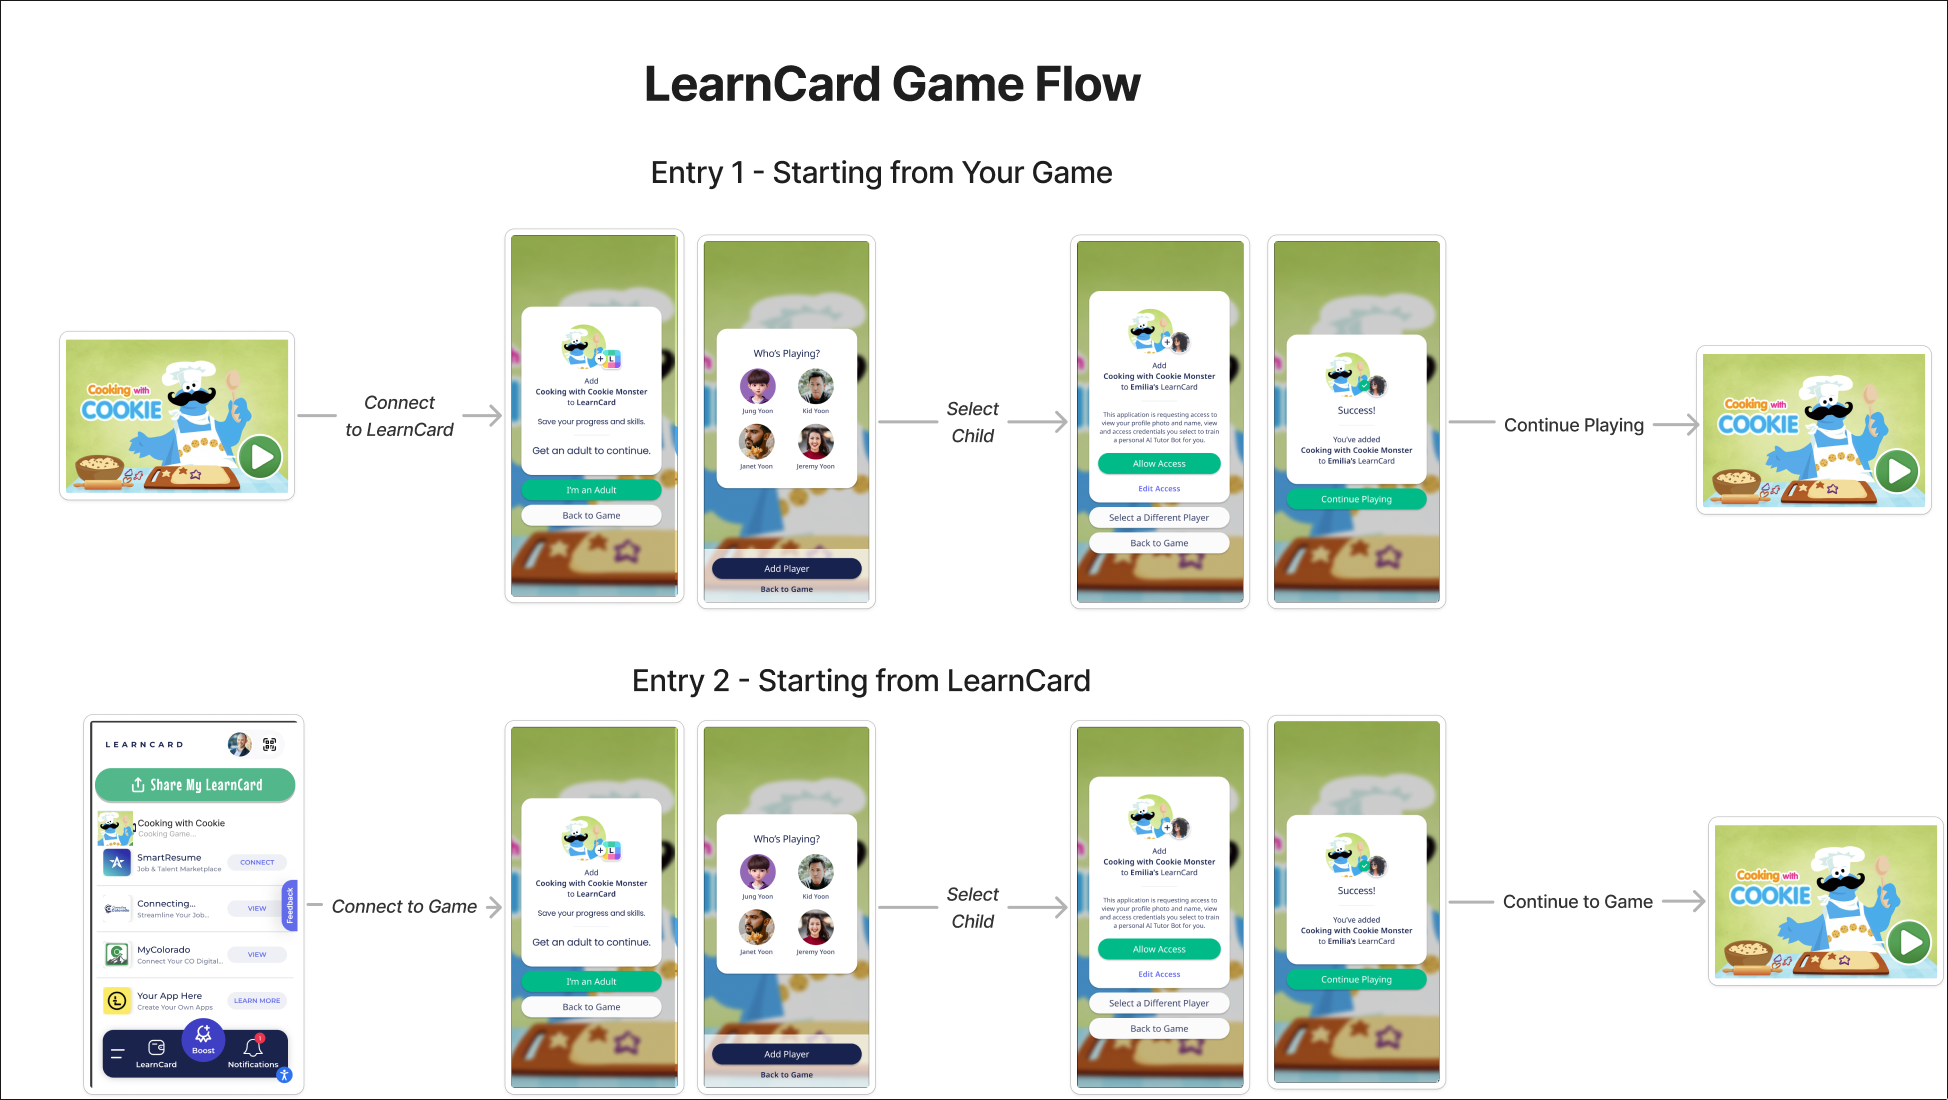 LearnCard Game Flow
Entry 1 - Starting from Your Game
Cooking with
COOKIE
Connect
to LearnCard
L
Add
Cooking with Cookie Monster
to LearnCard
Save your progress and skills.
Get an adult to continue.
I'm an Adult
Back to Game
Who's Playing?
Jung Yoon
Kid Yoon
Janet Yoon
Jeremy Yoon
Add Player
Back to Game
Select
Child
Add
Cooking with Cookie Monster
to Emilia's LearnCard
This application is requesting access to
view your profile photo and name, view
and access credentials you select to train
a personal AI Tutor Bot for you.
Allow Access
Edit Access
Select a Different Player
Back to Game
Success!
You've added
Cooking with Cookie Monster
to Emilia's LearnCard
Continue Playing
Continue Playing
Cooking with
COOKIE
Entry 2 - Starting from LearnCard
LEARNCARD
Share My LearnCard
Cooking with Cookie
Cooking Game...
SmartResume
Job & Talent Marketplace
CONNECT
Connecting...
Streamline Your Job...
VIEW
Feedback
MyColorado
Connect Your CO Digital...
VIEW
Your App Here
Create Your Own Apps
LEARN MORE
LearnCard
Boost
1
Notifications
Connect to Game
L
Add
Cooking with Cookie Monster
to LearnCard
Save your progress and skills.
Get an adult to continue.
I'm an Adult
Back to Game
Who's Playing?
Jung Yoon
Kid Yoon
Janet Yoon
Jeremy Yoon
Add Player
Back to Game
Select
Child
Add
Cooking with Cookie Monster
to Emilia's LearnCard
This application is requesting access to
view your profile photo and name, view
and access credentials you select to train
a personal AI Tutor Bot for you.
Allow Access
Edit Access
Select a Different Player
Back to Game
Success!
You've added
Cooking with Cookie Monster
to Emilia's LearnCard
Continue Playing
Continue to Game
Cooking with
COOKIE